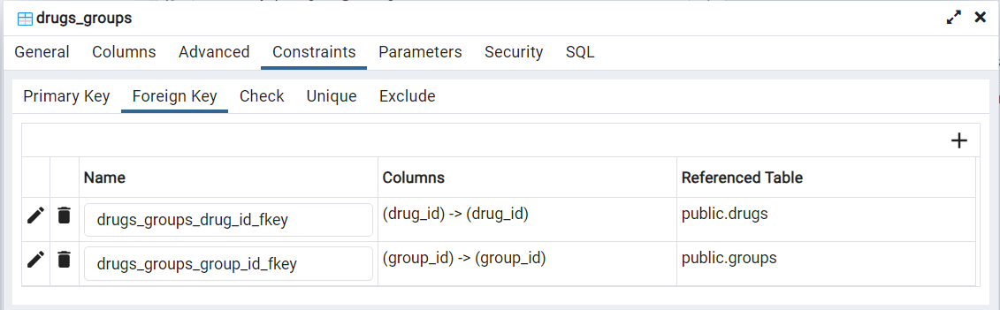 drugs_groups
General Columns Advanced Constraints Parameters Security SQL
Primary Key Foreign Key Check Unique Exclude
Name Columns Referenced Table
drugs_groups_drug_id_fkey (drug_id) -> (drug_id) public.drugs
drugs_groups_group_id_fkey (group_id) -> (group_id) public.groups